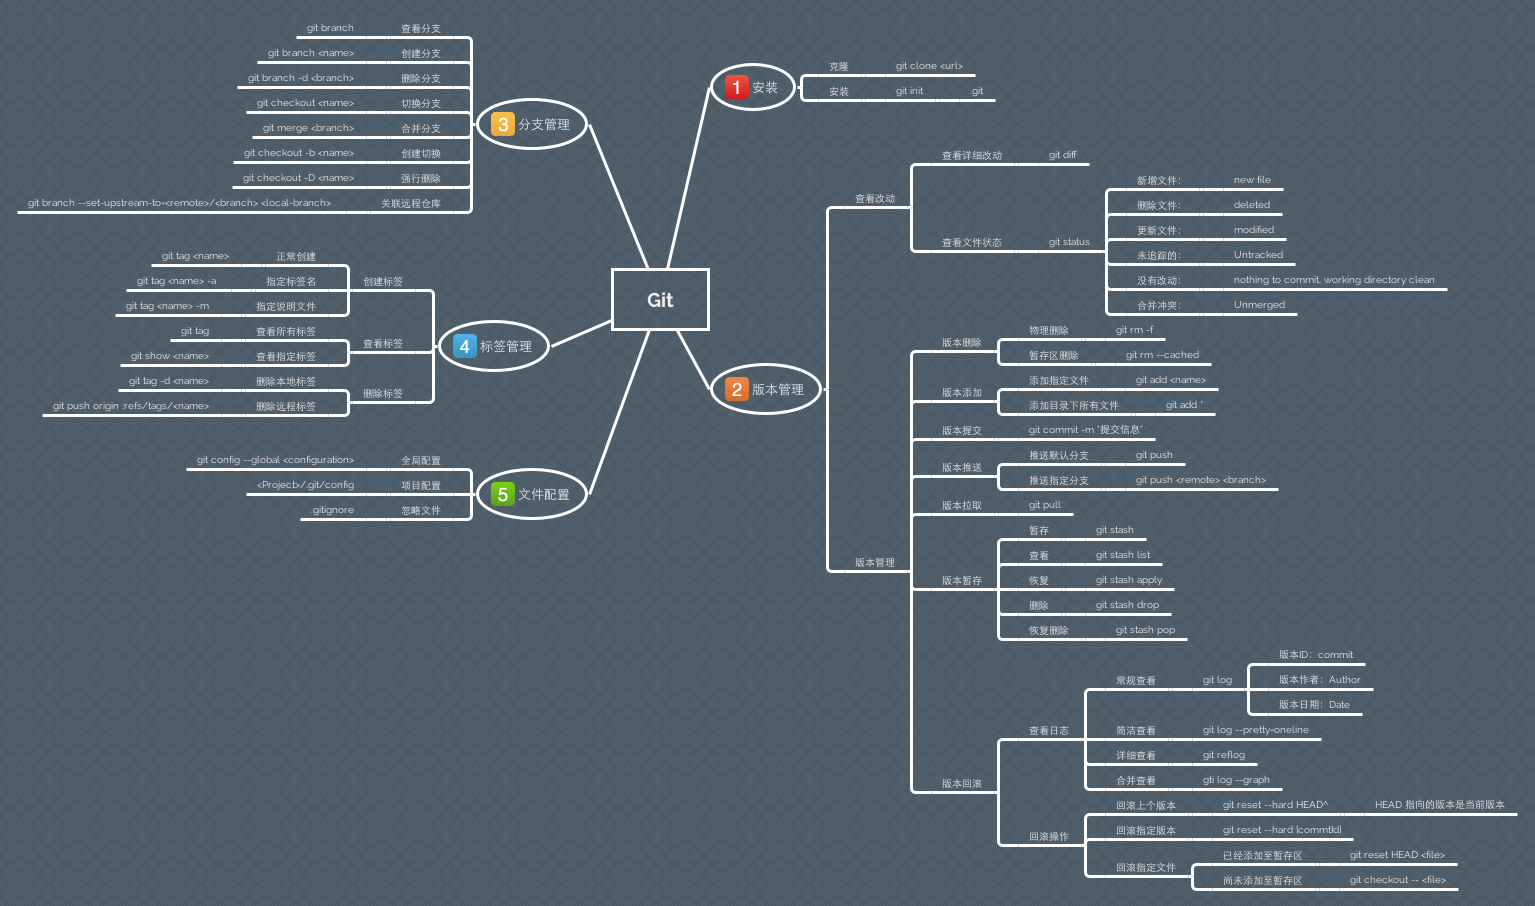 Git
1 安装
克隆 git clone <url>
安装 git init .git
2 版本管理
查看改动
查看详细改动 git diff
查看文件状态 git status
新增文件： new file
删除文件： deleted
更新文件： modified
未追踪的： Untracked
没有改动： nothing to commit, working directory clean
合并冲突： Unmerged
版本管理
版本删除
物理删除 git rm -f
暂存区删除 git rm --cached
版本添加
添加指定文件 git add <name>
添加目录下所有文件 git add *
版本提交 git commit -m "提交信息"
版本推送
推送默认分支 git push
推送指定分支 git push <remote> <branch>
版本拉取 git pull
版本暂存
暂存 git stash
查看 git stash list
恢复 git stash apply
删除 git stash drop
恢复删除 git stash pop
版本回滚
查看日志
常规查看 git log
版本ID：commit
版本作者：Author
版本日期：Date
简洁查看 git log --pretty=oneline
详细查看 git reflog
合并查看 gti log --graph
回滚操作
回滚上个版本 git reset --hard HEAD^ HEAD 指向的版本是当前版本
回滚指定版本 git reset --hard [commtId]
回滚指定文件
已经添加至暂存区 git reset HEAD <file>
尚未添加至暂存区 git checkout -- <file>
3 分支管理
git branch 查看分支
git branch <name> 创建分支
git branch -d <branch> 删除分支
git checkout <name> 切换分支
git merge <branch> 合并分支
git checkout -b <name> 创建切换
git checkout -D <name> 强行删除
git branch --set-upstream-to=<remote>/<branch> <local-branch> 关联远程仓库
4 标签管理
创建标签
git tag <name> 正常创建
git tag <name> -a 指定标签名
git tag <name> -m 指定说明文件
查看标签
git tag 查看所有标签
git show <name> 查看指定标签
删除标签
git tag -d <name> 删除本地标签
git push origin :refs/tags/<name> 删除远程标签
5 文件配置
git config --global <configuration> 全局配置
<Project>/.git/config 项目配置
.gitignore 忽略文件